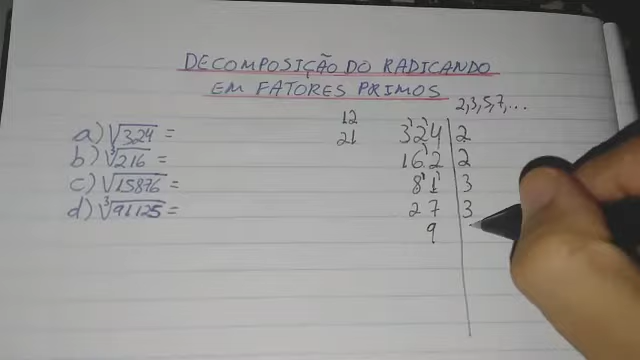 DECOMPOSIÇÃO DO RADICANDO
EM FATORES PRIMOS
2,3,5,7,...
a) √324 =
b) ∛216 =
c) √15876 =
d) ∛91125 =
12
21
324 | 2
162 | 2
81 | 3
27 | 3
9